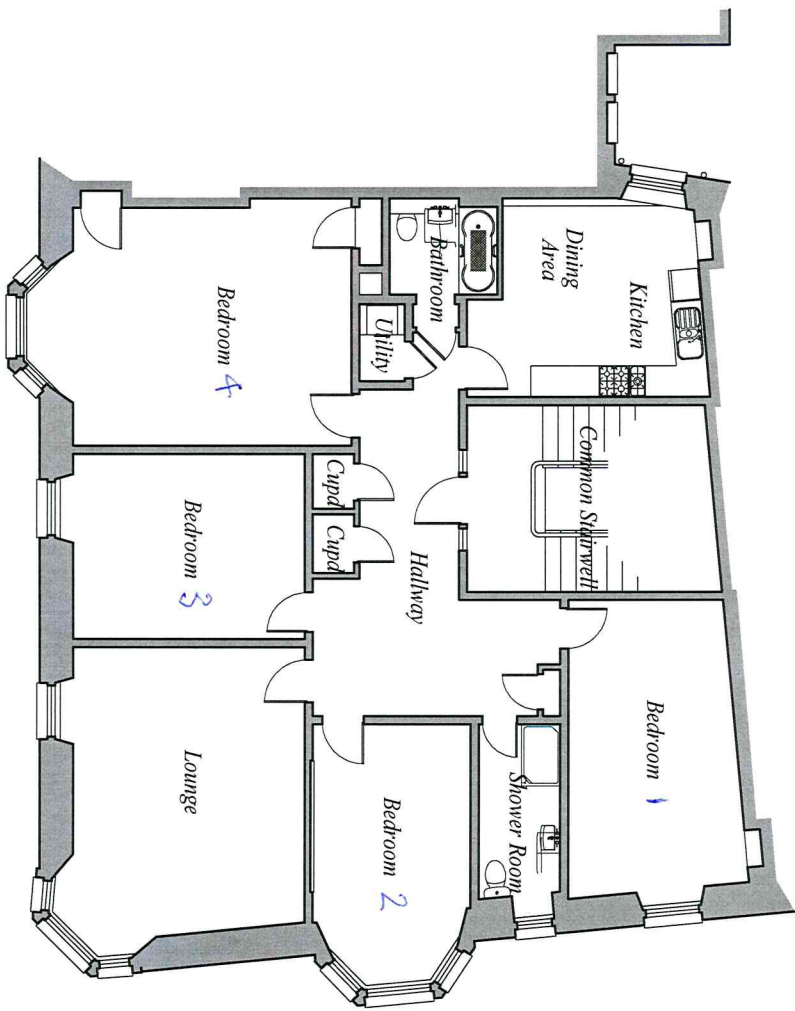 Kitchen
Dining
Area
Bathroom
Utility
Bedroom 4
Common Stairwell
Cupd
Cupd
Hallway
Bedroom 3
Bedroom 1
Shower Room
Bedroom 2
Lounge